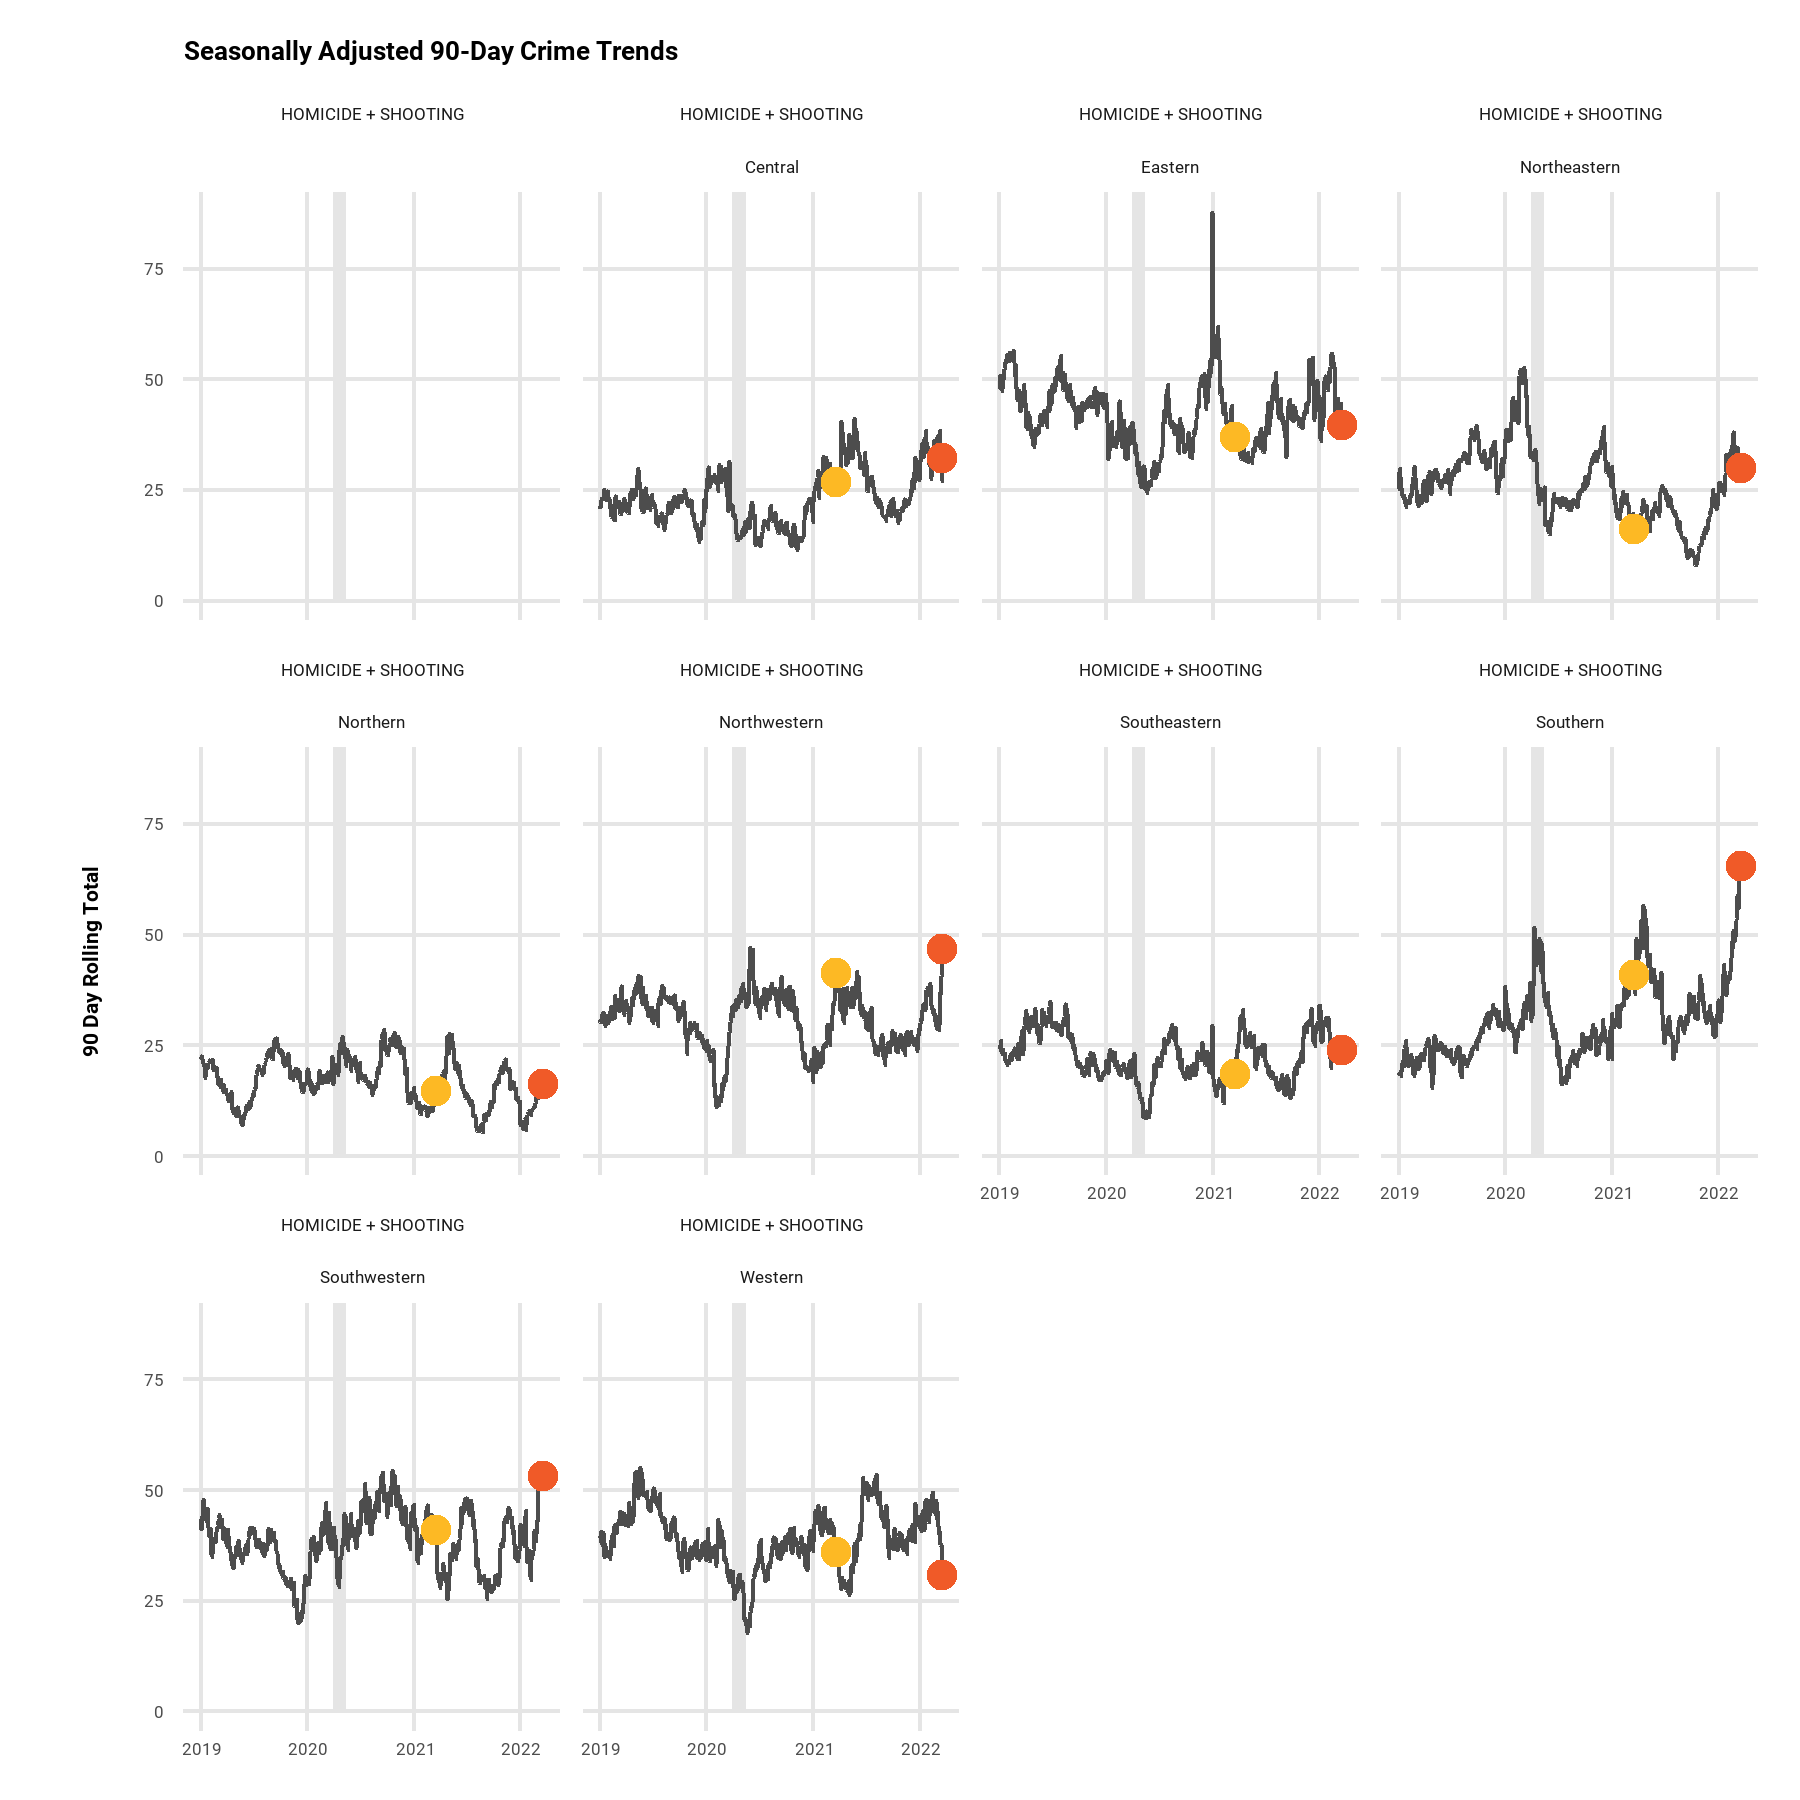 Seasonally Adjusted 90-Day Crime Trends
HOMICIDE + SHOOTING
HOMICIDE + SHOOTING
HOMICIDE + SHOOTING
HOMICIDE + SHOOTING
Central
Eastern
Northeastern
75
50
25
0
HOMICIDE + SHOOTING
HOMICIDE + SHOOTING
HOMICIDE + SHOOTING
HOMICIDE + SHOOTING
Northern
Northwestern
Southeastern
Southern
90 Day Rolling Total
75
50
25
0
2019 2020 2021 2022
2019 2020 2021 2022
HOMICIDE + SHOOTING
HOMICIDE + SHOOTING
Southwestern
Western
75
50
25
0
2019 2020 2021 2022
2019 2020 2021 2022